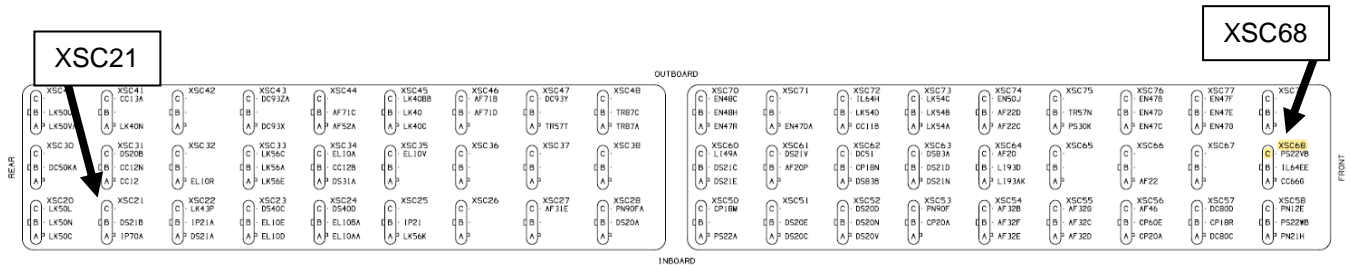 XSC21
XSC68
OUTBOARD
REAR
XSC41
C · CC13A
B ·
A · LK40N
XSC42
C ·
B ·
A
XSC43
C · DC93ZA
B ·
A · DC93X
XSC44
C ·
B · AF71C
A · AF52A
XSC45
C · LK40BB
B · LK40
A · LK40C
XSC46
C · AF71B
B · AF71D
A
XSC47
C · DC93Y
B ·
A · TR57T
XSC48
C ·
B · TR87C
A · TR87A
XSC30
C ·
B · DC50KA
A
XSC31
C · DS20B
B · CC12N
A · CC12
XSC32
C ·
B ·
A · EL10R
XSC33
C · LK56C
B · LK56A
A · LK56E
XSC34
C · EL10A
B · CC12B
A · DS31A
XSC35
C · EL10V
B ·
A
XSC36
C ·
B ·
A
XSC37
C ·
B ·
A
XSC38
C ·
B ·
A
XSC20
C · LK50L
B · LK50N
A · LK50C
XSC21
C ·
B · DS21B
A · IP70A
XSC22
C · LK43P
B · IP21A
A · DS21A
XSC23
C · DS40C
B · EL10E
A · EL10D
XSC24
C · DS40D
B · EL10BA
A · EL10AA
XSC25
C ·
B · IP21
A · LK56K
XSC26
C ·
B ·
A
XSC27
C · AF31E
B ·
A
XSC28
C · PN90FA
B · DS20A
A
XSC70
C · EN48C
B · EN48H
A · EN47R
XSC71
C ·
B ·
A · EN47DA
XSC72
C · IL64H
B · LK54D
A · CC11B
XSC73
C · LK54C
B · LK54B
A · LK54A
XSC74
C · EN50J
B · AF22D
A · AF22C
XSC75
C ·
B · TR57N
A · PS30K
XSC76
C · EN47B
B · EN47D
A · EN47C
XSC77
C · EN47F
B · EN47E
A · EN47G
XSC60
C · L149A
B · DS21C
A · DS21E
XSC61
C · DS21V
B · AF20P
A
XSC62
C · DC51
B · CP18N
A · DS83B
XSC63
C · DS83A
B · DS21D
A · DS21N
XSC64
C · AF20
B · L193D
A · L193AK
XSC65
C ·
B ·
A
XSC66
C ·
B ·
A · AF22
XSC67
C ·
B ·
A
XSC68
C · PS22VB
B · IL64EE
A · CC66G
XSC50
C · CP18M
B ·
A · PS22A
XSC51
C ·
B · DS20E
A · DS20C
XSC52
C · DS20D
B · DS20N
A · DS20V
XSC53
C · PN90F
B · CP20A
A
XSC54
C · AF32B
B · AF32F
A · AF32E
XSC55
C · AF32G
B · AF32C
A · AF32D
XSC56
C · AF46
B · CP60E
A · CP20A
XSC57
C · DC80D
B · CP18R
A · DC80C
XSC58
C · PN12E
B · PS22WB
A · PN21H
FRONT
INBOARD